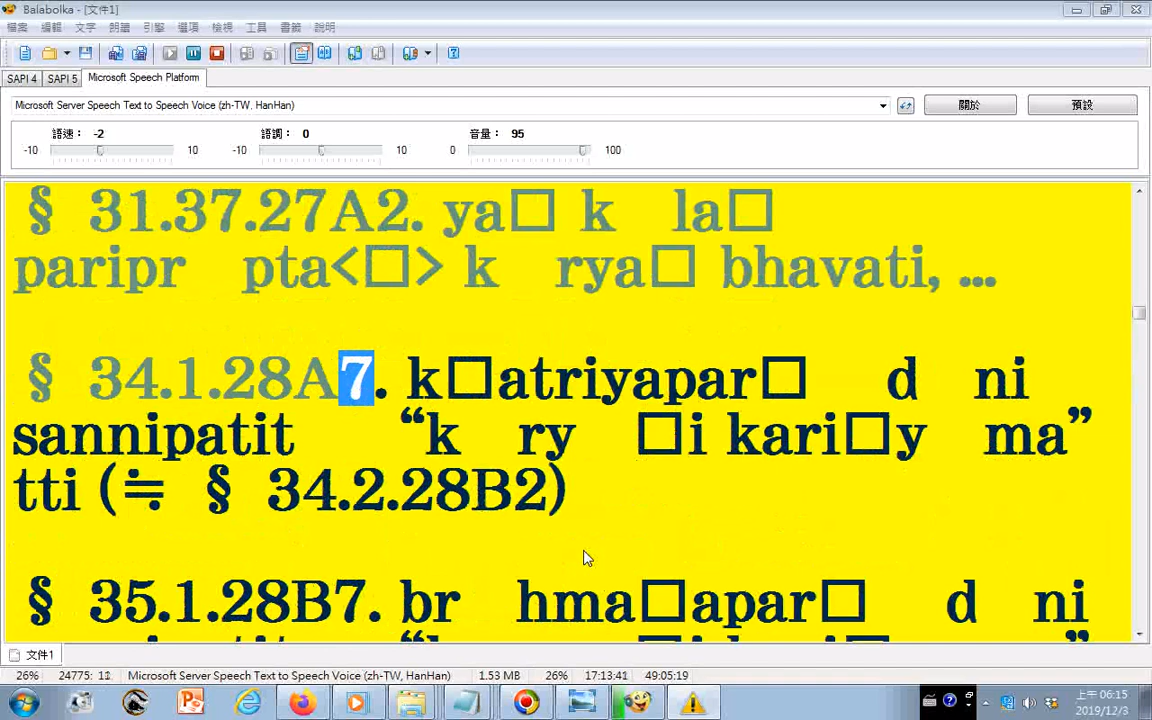 Balabolka - [文件1]
檔案 編輯 文字 朗讀 引擎 選項 檢視 工具 書籤 說明
SAPI 4 SAPI 5 Microsoft Speech Platform
Microsoft Server Speech Text to Speech Voice (zh-TW, HanHan) 關於 預設
語速： -2 語調： 0 音量： 95
-10 10 -10 10 0 100
§ 31.37.27A2. ya□ k la□
paripr pta<□> k rya□ bhavati, ...
§ 34.1.28A7. k□atriyapar□ d ni
sannipatit “k ry □i kari□y ma”
tti (≒ § 34.2.28B2)
§ 35.1.28B7. br hma□apar□ d ni
文件1
26% 24775: 11 Microsoft Server Speech Text to Speech Voice (zh-TW, HanHan) 1.53 MB 26% 17:13:41 49:05:19
上午 06:15
2019/12/3